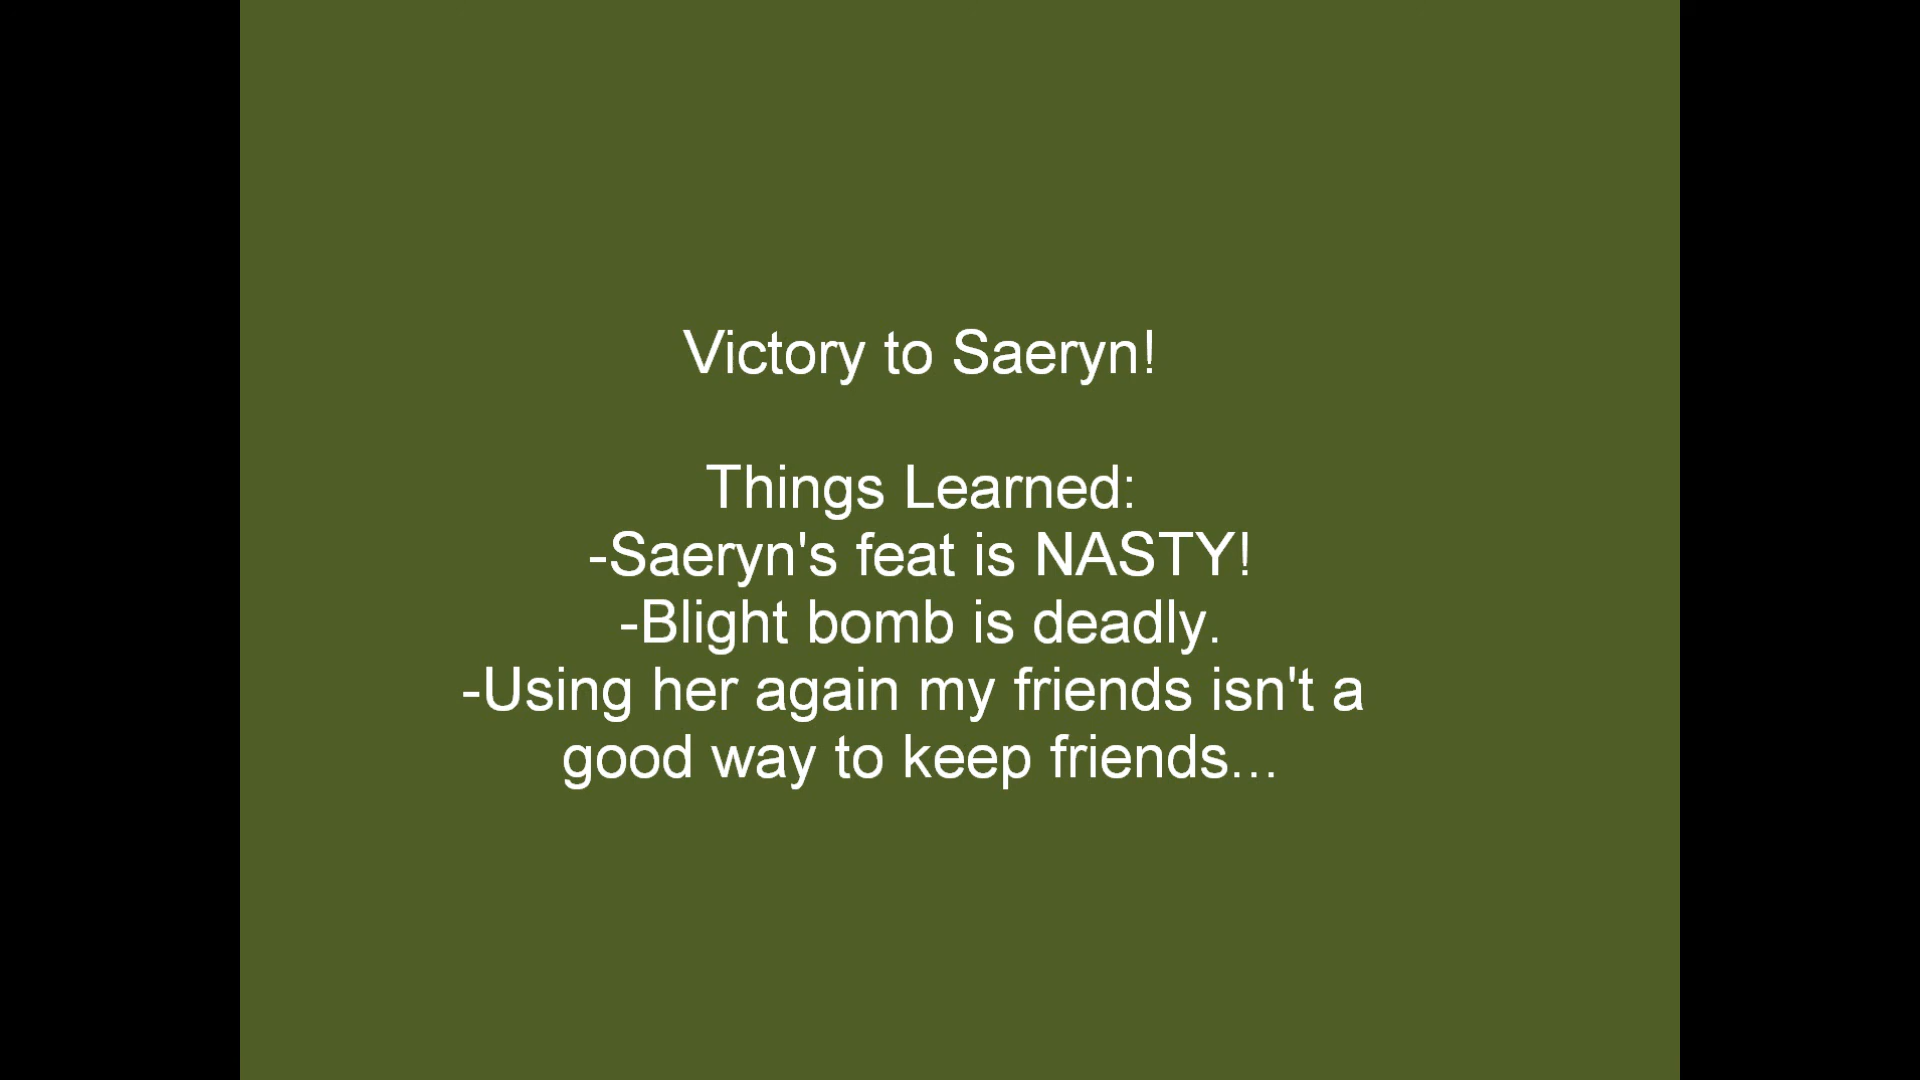 Victory to Saeryn!
Things Learned:
-Saeryn's feat is NASTY!
-Blight bomb is deadly.
-Using her again my friends isn't a
good way to keep friends...